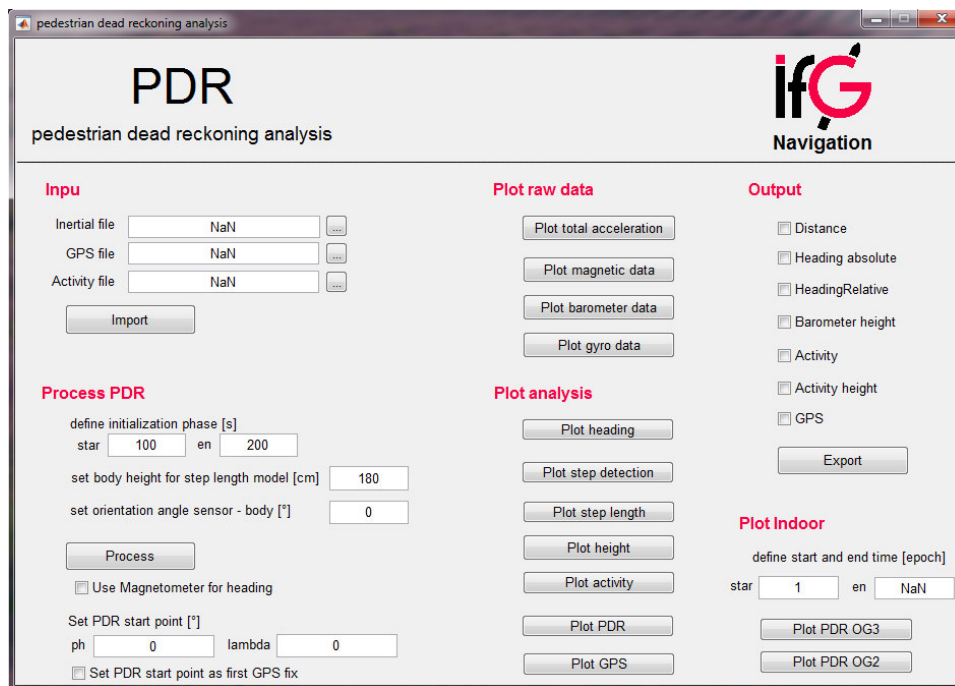 pedestrian dead reckoning analysis
PDR
pedestrian dead reckoning analysis
ifG
Navigation
Inpu
Inertial file NaN ...
GPS file NaN ...
Activity file NaN ...
Import
Process PDR
define initialization phase [s]
star 100 en 200
set body height for step length model [cm] 180
set orientation angle sensor - body [°] 0
Process
Use Magnetometer for heading
Set PDR start point [°]
ph 0 lambda 0
Set PDR start point as first GPS fix
Plot raw data
Plot total acceleration
Plot magnetic data
Plot barometer data
Plot gyro data
Plot analysis
Plot heading
Plot step detection
Plot step length
Plot height
Plot activity
Plot PDR
Plot GPS
Output
Distance
Heading absolute
HeadingRelative
Barometer height
Activity
Activity height
GPS
Export
Plot Indoor
define start and end time [epoch]
star 1 en NaN
Plot PDR OG3
Plot PDR OG2